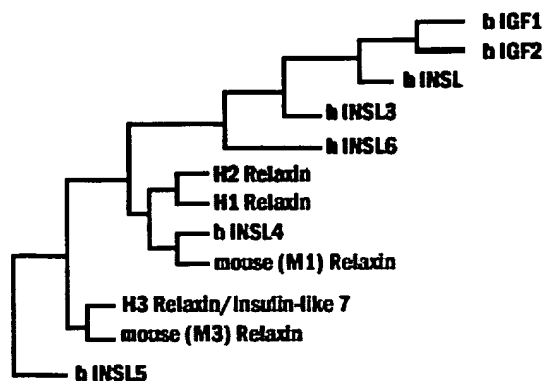 h IGF1
h IGF2
h INSL
h INSL3
h INSL6
H2 Relaxin
H1 Relaxin
h INSL4
mouse (M1) Relaxin
H3 Relaxin/Insulin-like 7
mouse (M3) Relaxin
h INSL5